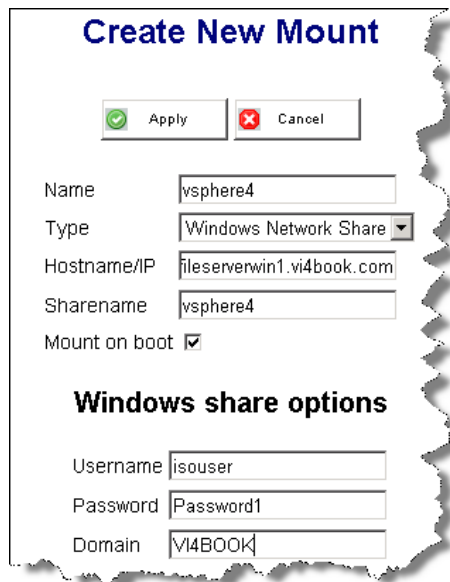 Create New Mount
Apply Cancel
Name vsphere4
Type Windows Network Share
Hostname/IP fileserverwin1.vi4book.com
Sharename vsphere4
Mount on boot
Windows share options
Username isouser
Password Password1
Domain VI4BOOK